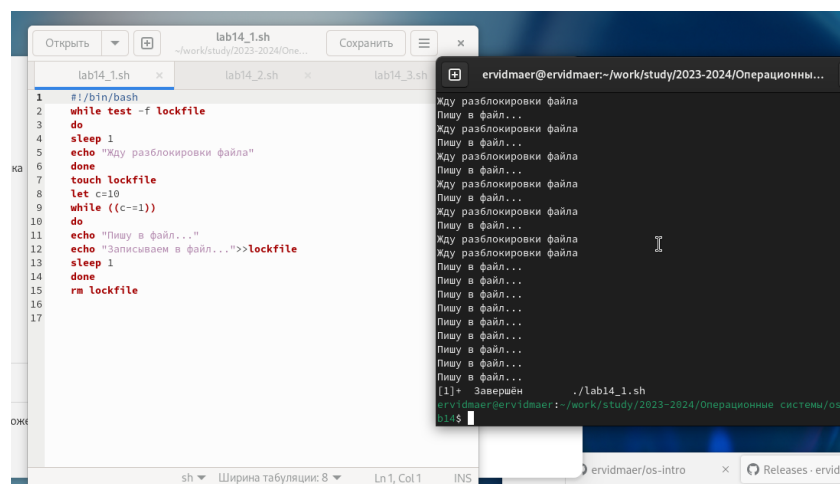 Открыть
lab14_1.sh
~/work/study/2023-2024/Опе...
Сохранить
lab14_1.sh
lab14_2.sh
lab14_3.sh
1 #!/bin/bash
2 while test -f lockfile
3 do
4 sleep 1
5 echo "Жду разблокировки файла"
6 done
7 touch lockfile
8 let c=10
9 while ((c-=1))
10 do
11 echo "Пишу в файл..."
12 echo "Записываем в файл...">>lockfile
13 sleep 1
14 done
15 rm lockfile
16
17
sh
Ширина табуляции: 8
Ln 1, Col 1
INS
ка
оже
ervidmaer@ervidmaer:~/work/study/2023-2024/Операционны...
Жду разблокировки файла
Пишу в файл...
Жду разблокировки файла
Пишу в файл...
Жду разблокировки файла
Пишу в файл...
Жду разблокировки файла
Пишу в файл...
Жду разблокировки файла
Пишу в файл...
Жду разблокировки файла
Жду разблокировки файла
Пишу в файл...
Пишу в файл...
Пишу в файл...
Пишу в файл...
Пишу в файл...
Пишу в файл...
Пишу в файл...
Пишу в файл...
Пишу в файл...
[1]+ Завершён ./lab14_1.sh
ervidmaer@ervidmaer:~/work/study/2023-2024/Операционные системы/os
b14$
ervidmaer/os-intro
Releases · ervid